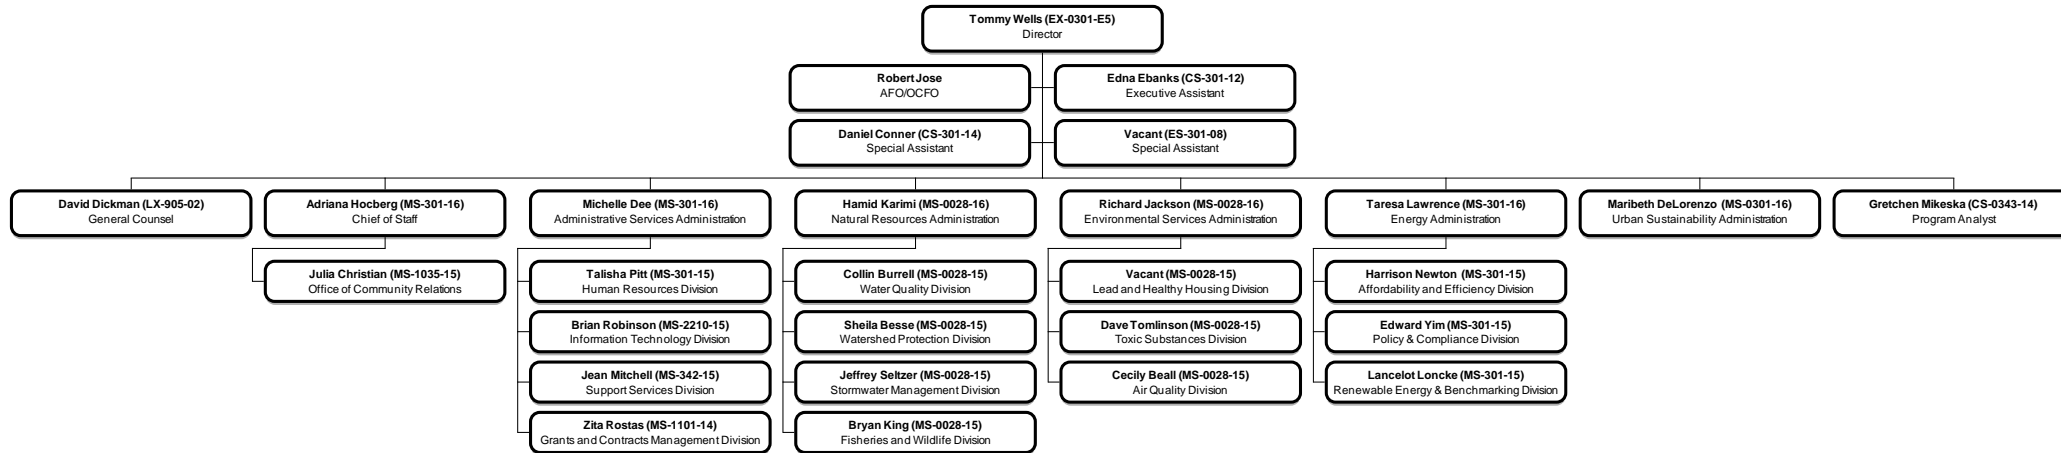 Tommy Wells (EX-0301-E5)
Director
Robert Jose
AFO/OCFO
Edna Ebanks (CS-301-12)
Executive Assistant
Daniel Conner (CS-301-14)
Special Assistant
Vacant (ES-301-08)
Special Assistant
David Dickman (LX-905-02)
General Counsel
Adriana Hocberg (MS-301-16)
Chief of Staff
Michelle Dee (MS-301-16)
Administrative Services Administration
Hamid Karimi (MS-0028-16)
Natural Resources Administration
Richard Jackson (MS-0028-16)
Environmental Services Administration
Taresa Lawrence (MS-301-16)
Energy Administration
Maribeth DeLorenzo (MS-0301-16)
Urban Sustainability Administration
Gretchen Mikeska (CS-0343-14)
Program Analyst
Julia Christian (MS-1035-15)
Office of Community Relations
Talisha Pitt (MS-301-15)
Human Resources Division
Brian Robinson (MS-2210-15)
Information Technology Division
Jean Mitchell (MS-342-15)
Support Services Division
Zita Rostas (MS-1101-14)
Grants and Contracts Management Division
Collin Burrell (MS-0028-15)
Water Quality Division
Sheila Besse (MS-0028-15)
Watershed Protection Division
Jeffrey Seltzer (MS-0028-15)
Stormwater Management Division
Bryan King (MS-0028-15)
Fisheries and Wildlife Division
Vacant (MS-0028-15)
Lead and Healthy Housing Division
Dave Tomlinson (MS-0028-15)
Toxic Substances Division
Cecily Beall (MS-0028-15)
Air Quality Division
Harrison Newton (MS-301-15)
Affordability and Efficiency Division
Edward Yim (MS-301-15)
Policy & Compliance Division
Lancelot Loncke (MS-301-15)
Renewable Energy & Benchmarking Division